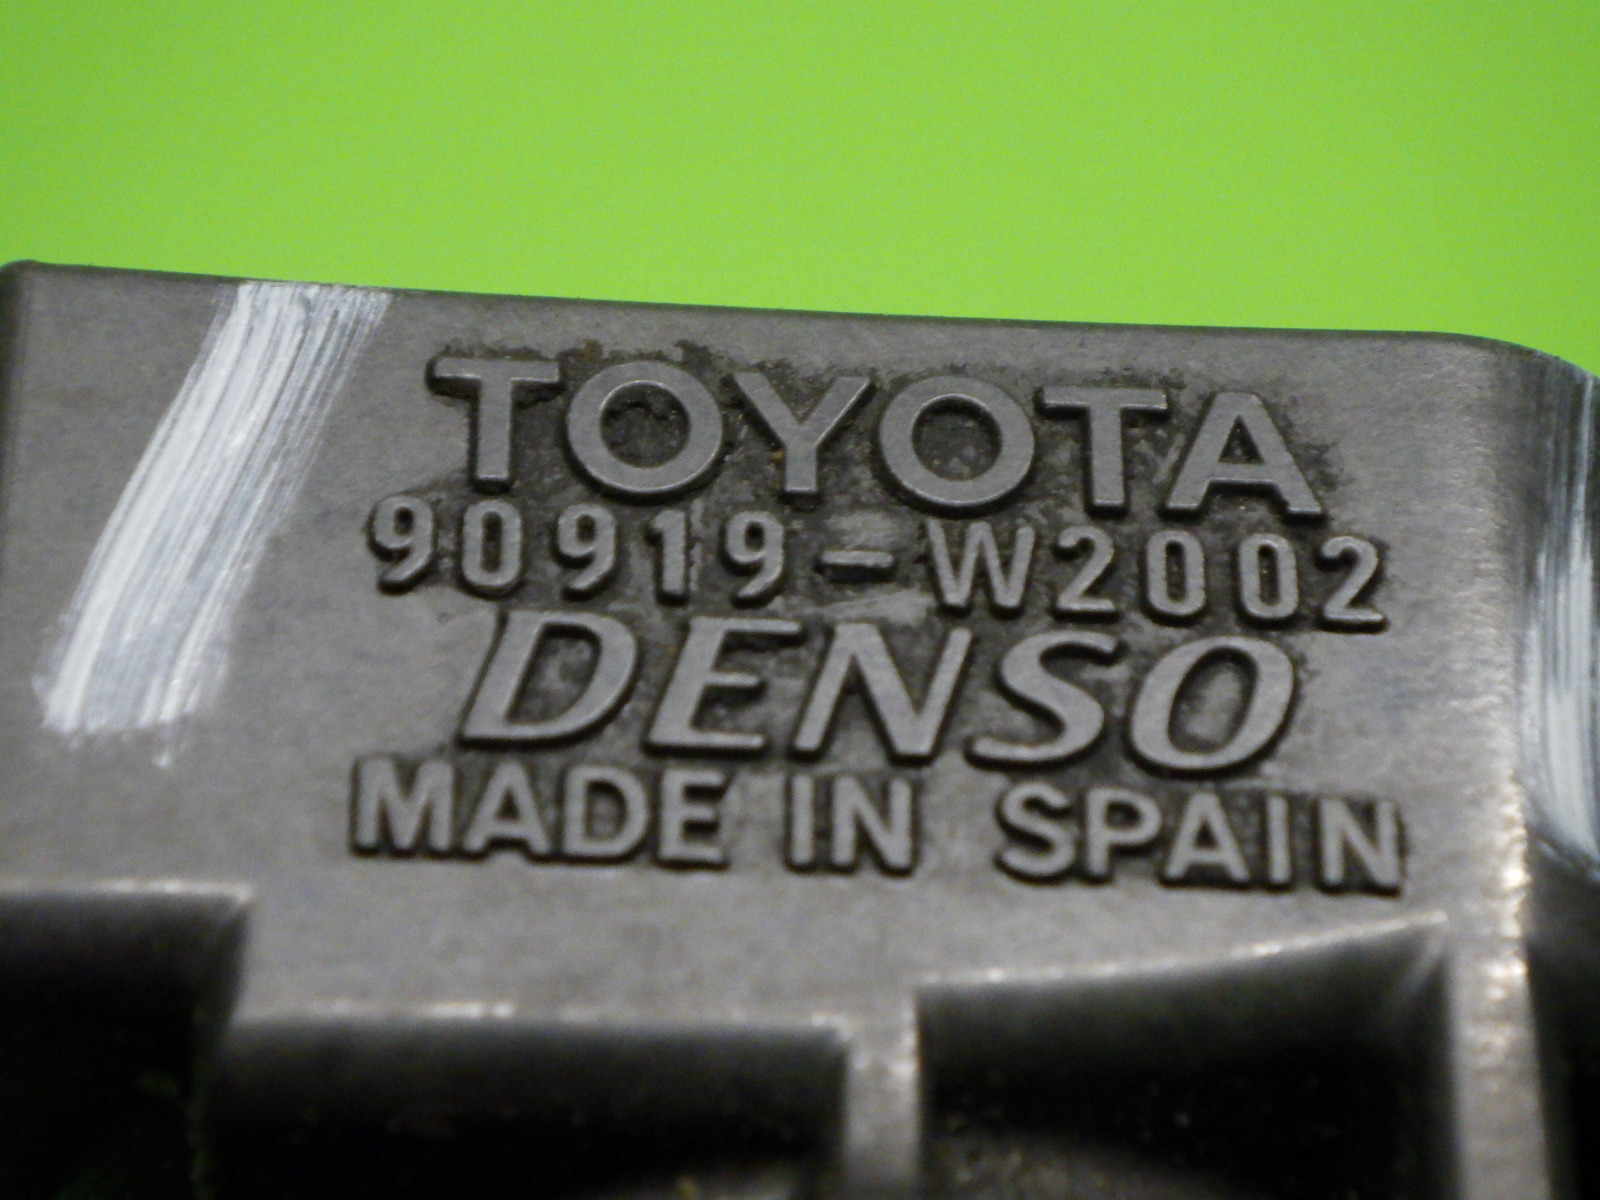 TOYOTA
90919-W2002
DENSO
MADE IN SPAIN